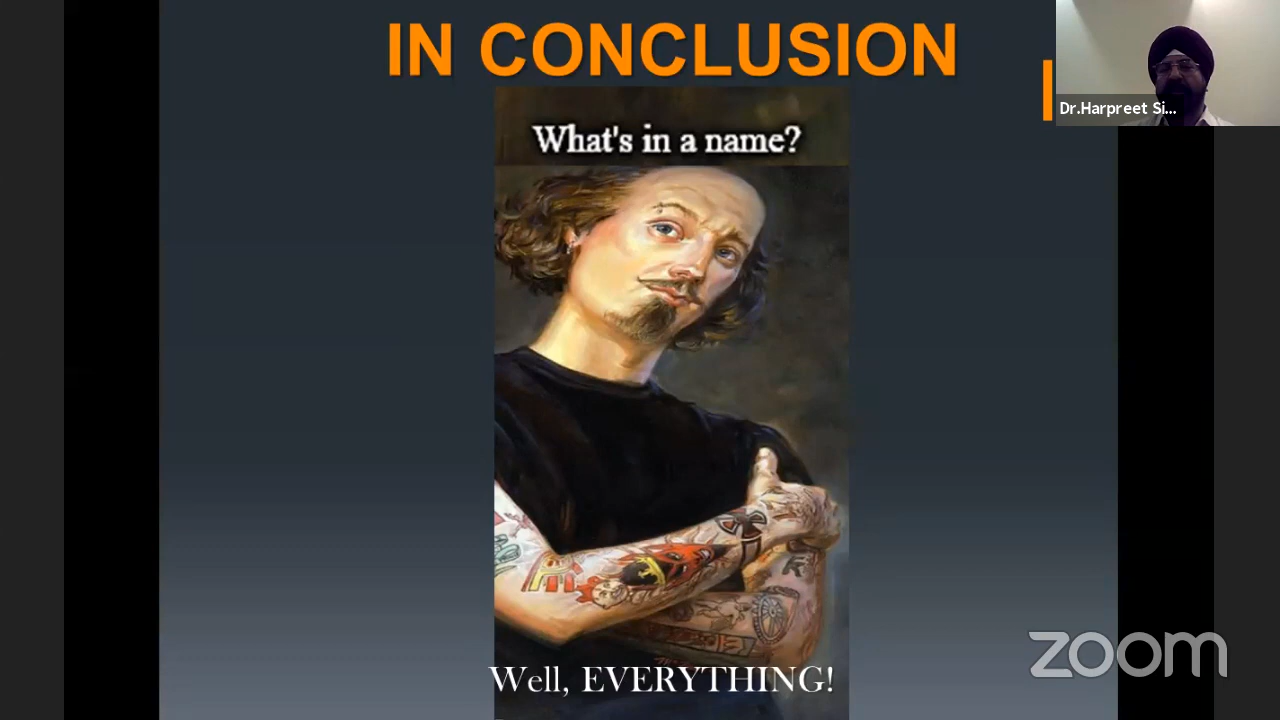 IN CONCLUSION
What's in a name?
Well, EVERYTHING!
Dr.Harpreet Si...
zoom